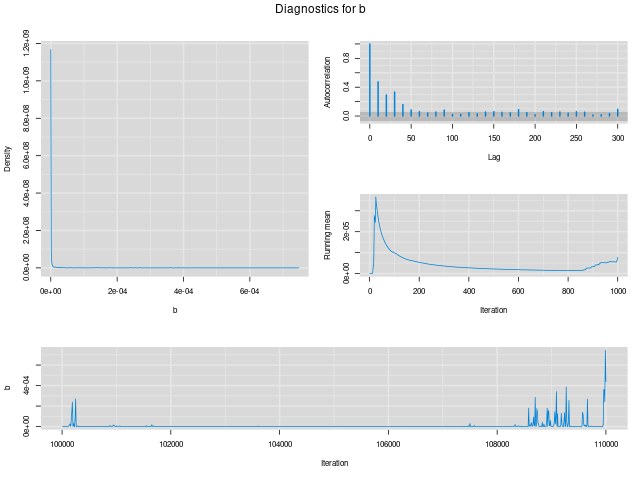 Diagnostics for b
Density
0.0e+00
2.0e+08
4.0e+08
6.0e+08
8.0e+08
1.0e+09
1.2e+09
0e+00 2e-04 4e-04 6e-04
b
Autocorrelation
0.0
0.4
0.8
0 50 100 150 200 250 300
Lag
Running mean
0e+00
2e-05
0 200 400 600 800 1000
Iteration
b
0e+00
4e-04
100000 102000 104000 106000 108000 110000
Iteration